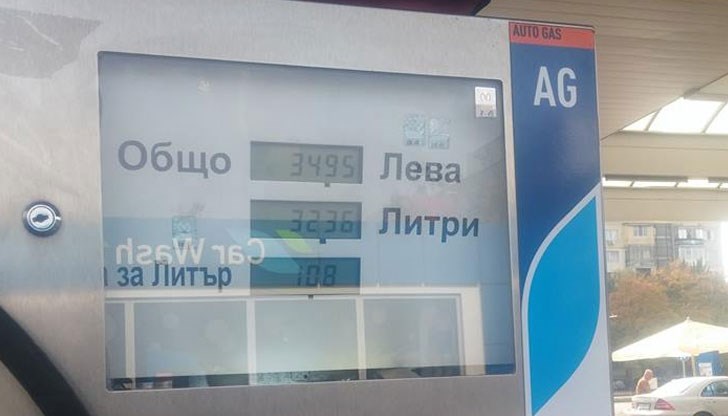 AUTO GAS
AG
Общо 34.95 Лева
32.36 Литри
Car Wash
за Литър 1.08